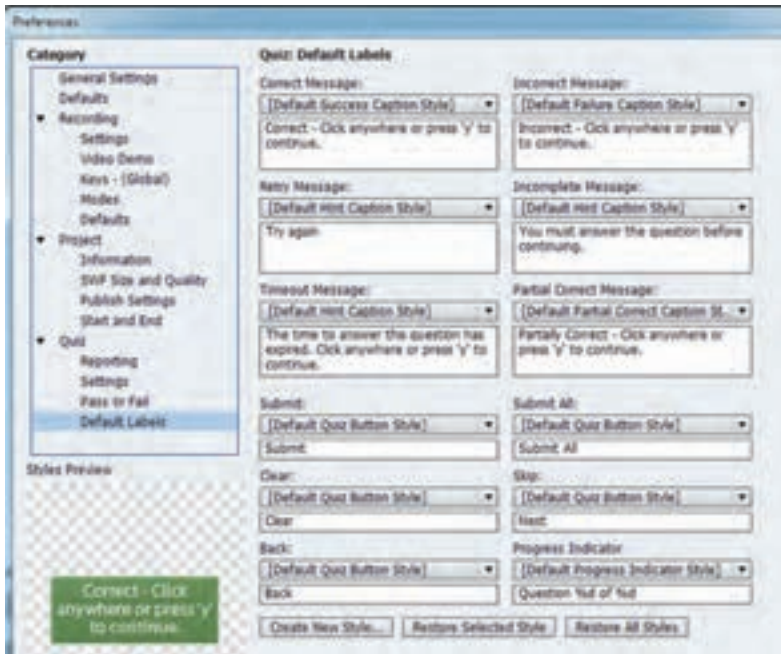 Preferences
Category
General Settings
Defaults
Recording
Settings
Video Demo
Keys - (Global)
Modes
Defaults
Project
Information
SWF Size and Quality
Publish Settings
Start and End
Quiz
Reporting
Settings
Pass or Fail
Default Labels
Styles Preview
Correct - Click
anywhere or press 'y'
to continue.
Quiz: Default Labels
Correct Message:
[Default Success Caption Style]
Correct - Click anywhere or press 'y' to
continue.
Incorrect Message:
[Default Failure Caption Style]
Incorrect - Click anywhere or press 'y'
to continue.
Retry Message:
[Default Hint Caption Style]
Try again
Incomplete Message:
[Default Hint Caption Style]
You must answer the question before
continuing.
Timeout Message:
[Default Hint Caption Style]
The time to answer this question has
expired. Click anywhere or press 'y' to
continue.
Partial Correct Message:
[Default Partial Correct Caption St..
Partially Correct - Click anywhere or
press 'y' to continue.
Submit:
[Default Quiz Button Style]
Submit
Submit All:
[Default Quiz Button Style]
Submit All
Clear:
[Default Quiz Button Style]
Clear
Skip:
[Default Quiz Button Style]
Next
Back:
[Default Quiz Button Style]
Back
Progress Indicator
[Default Progress Indicator Style]
Question %d of %d
Create New Style...
Restore Selected Style
Restore All Styles